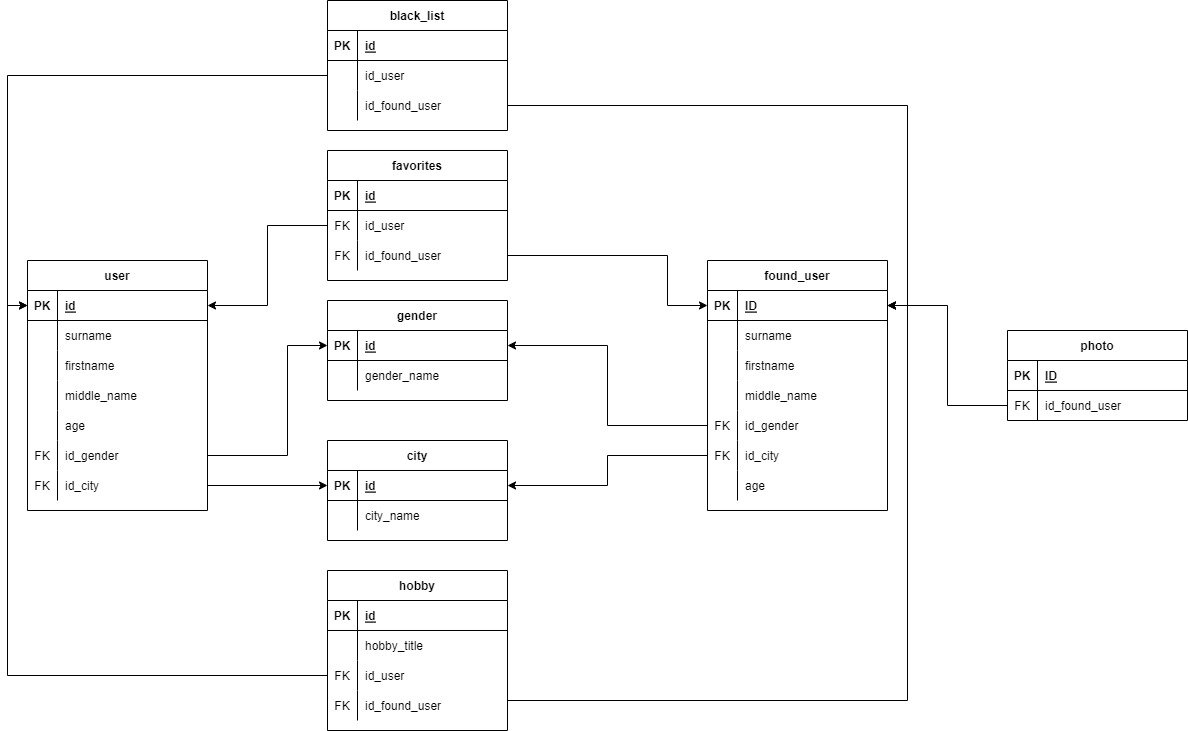 black_list
PK id
id_user
id_found_user
favorites
PK id
FK id_user
FK id_found_user
user
PK id
surname
firstname
middle_name
age
FK id_gender
FK id_city
gender
PK id
gender_name
city
PK id
city_name
hobby
PK id
hobby_title
FK id_user
FK id_found_user
found_user
PK ID
surname
firstname
middle_name
FK id_gender
FK id_city
age
photo
PK ID
FK id_found_user